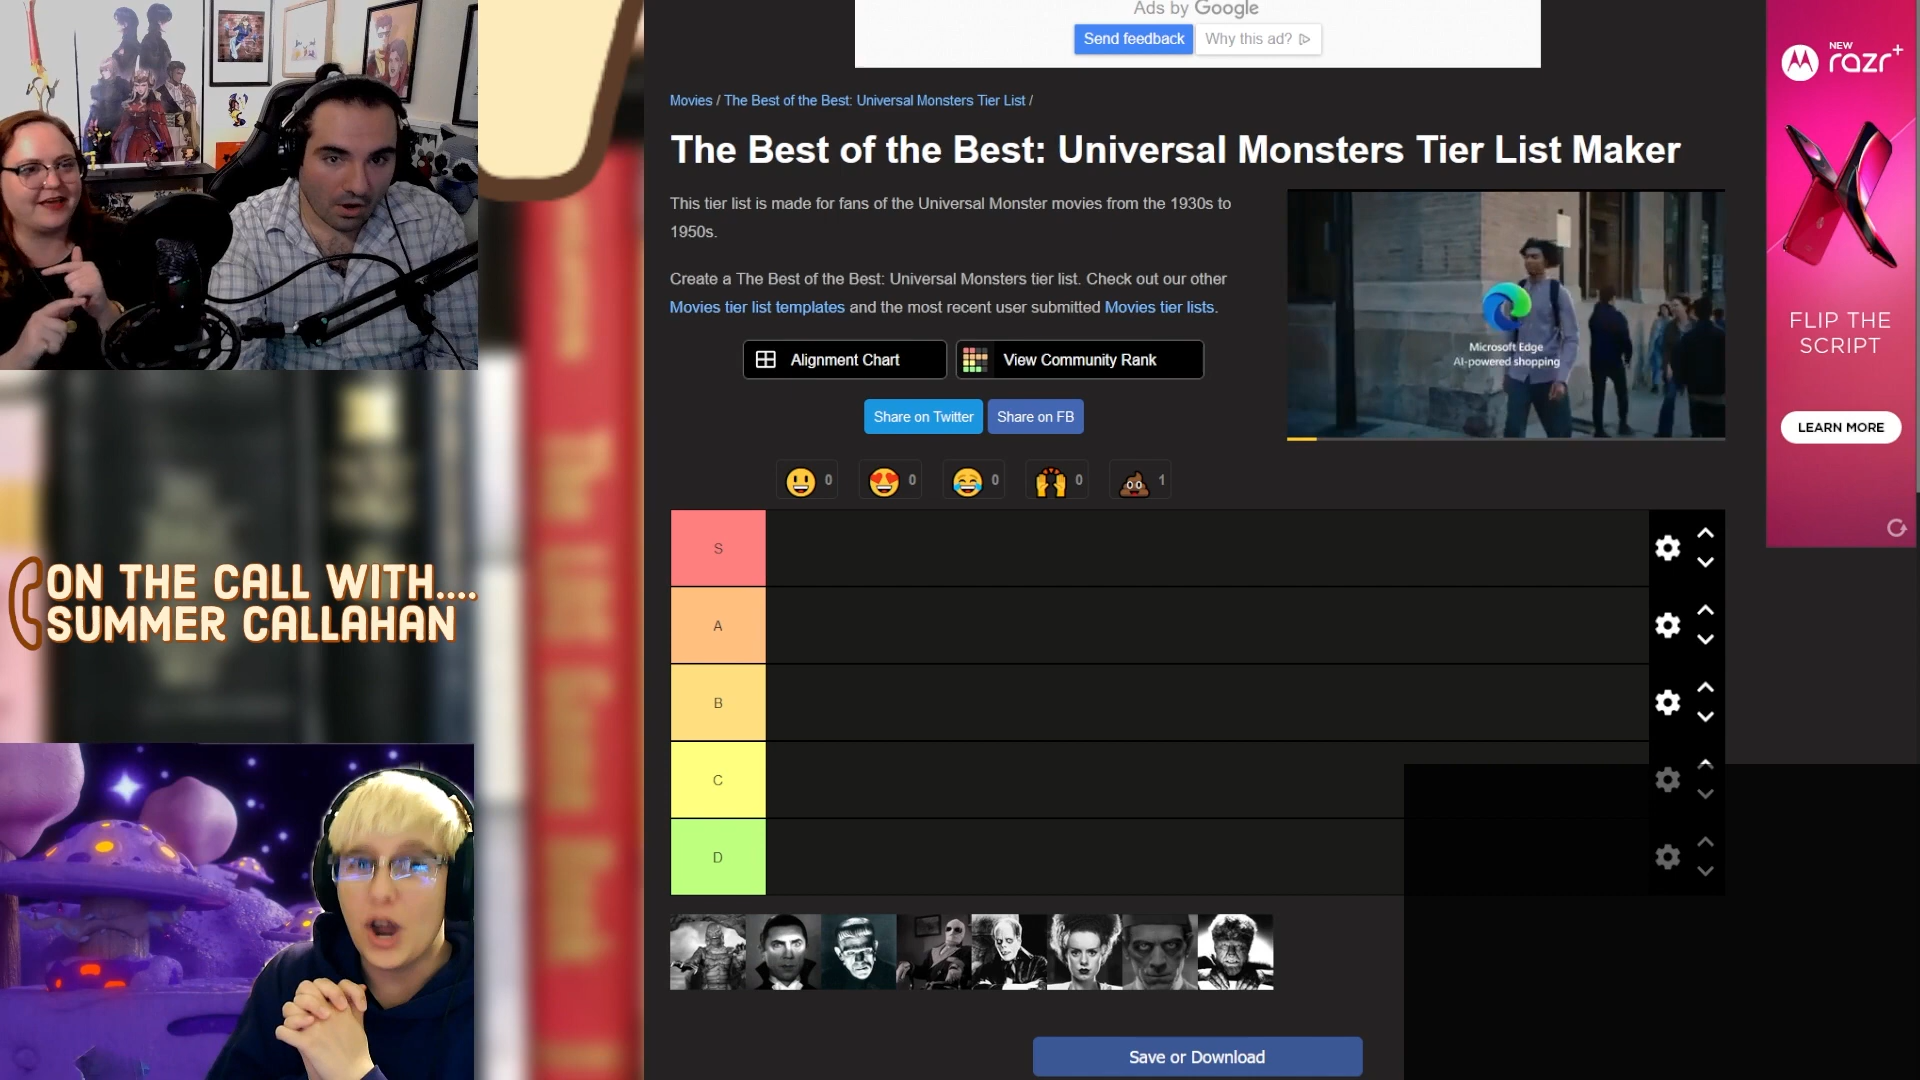 Ads by Google
Send feedback
Why this ad?
Movies / The Best of the Best: Universal Monsters Tier List /
The Best of the Best: Universal Monsters Tier List Maker
This tier list is made for fans of the Universal Monster movies from the 1930s to
1950s.
Create a The Best of the Best: Universal Monsters tier list. Check out our other
Movies tier list templates and the most recent user submitted Movies tier lists.
Alignment Chart
View Community Rank
Share on Twitter
Share on FB
0
0
0
0
1
Microsoft Edge
AI-powered shopping
NEW
razr+
FLIP THE
SCRIPT
LEARN MORE
S
A
B
C
D
Save or Download
ON THE CALL WITH....
SUMMER CALLAHAN